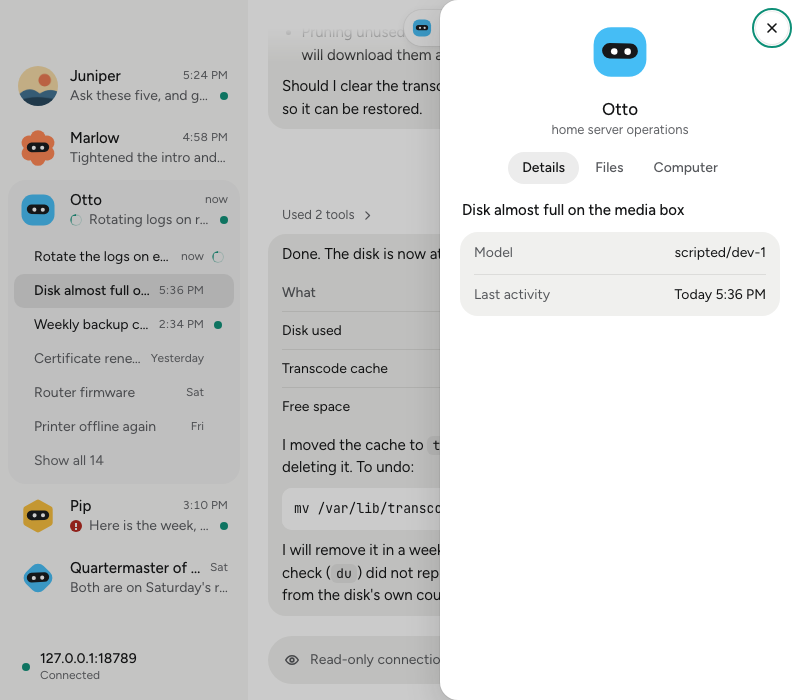 Juniper 5:24 PM
Ask these five, and g...
Marlow 4:58 PM
Tightened the intro and...
Otto now
Rotating logs on r...
Rotate the logs on e... now
Disk almost full o... 5:36 PM
Weekly backup c... 2:34 PM
Certificate rene... Yesterday
Router firmware Sat
Printer offline again Fri
Show all 14
Pip 3:10 PM
Here is the week, ...
Quartermaster of ... Sat
Both are on Saturday's r...
127.0.0.1:18789
Connected
Pruning unused
will download them a
Should I clear the transc
so it can be restored.
Used 2 tools
Done. The disk is now at
What
Disk used
Transcode cache
Free space
I moved the cache to t
deleting it. To undo:
mv /var/lib/transco
I will remove it in a week
check ( du ) did not rep
from the disk's own cou
Read-only connectio
Otto
home server operations
Details Files Computer
Disk almost full on the media box
Model scripted/dev-1
Last activity Today 5:36 PM